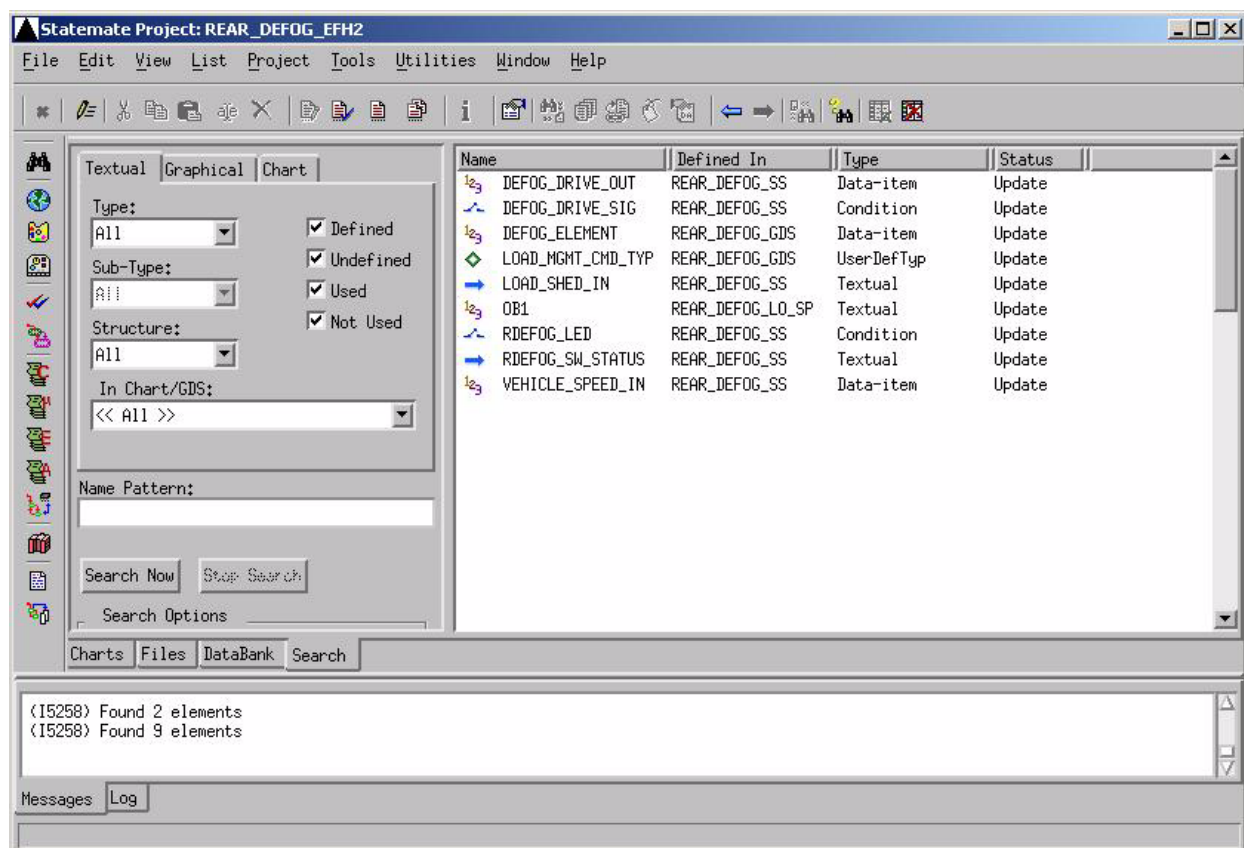 Statemate Project: REAR_DEFOG_EFH2
File Edit View List Project Tools Utilities Window Help
Textual Graphical Chart
Type:
All
Defined
Sub-Type:
Undefined
All
Used
Structure:
Not Used
All
In Chart/GDS:
<< All >>
Name Pattern:
Search Now Stop Search
Search Options
Charts Files DataBank Search
Name Defined In Type Status
DEFOG_DRIVE_OUT REAR_DEFOG_SS Data-item Update
DEFOG_DRIVE_SIG REAR_DEFOG_SS Condition Update
DEFOG_ELEMENT REAR_DEFOG_GDS Data-item Update
LOAD_MGMT_CMD_TYP REAR_DEFOG_GDS UserDefTyp Update
LOAD_SHED_IN REAR_DEFOG_SS Textual Update
OB1 REAR_DEFOG_LO_SP Textual Update
RDEFOG_LED REAR_DEFOG_SS Condition Update
RDEFOG_SW_STATUS REAR_DEFOG_SS Textual Update
VEHICLE_SPEED_IN REAR_DEFOG_SS Data-item Update
(I5258) Found 2 elements
(I5258) Found 9 elements
Messages Log